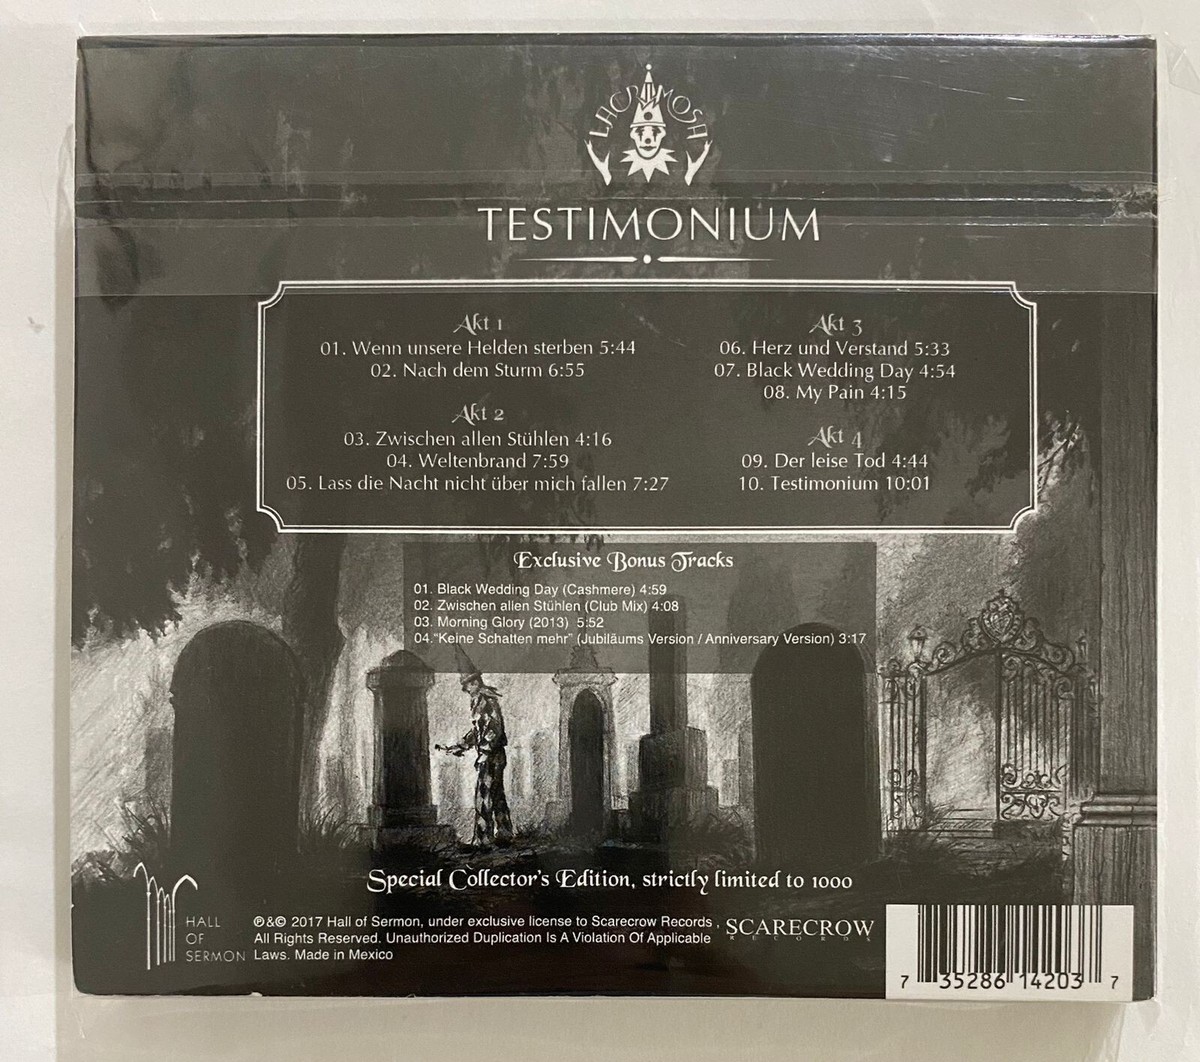 LACRIMOSA
TESTIMONIUM
Akt 1
01. Wenn unsere Helden sterben 5:44
02. Nach dem Sturm 6:55
Akt 2
03. Zwischen allen Stühlen 4:16
04. Weltenbrand 7:59
05. Lass die Nacht nicht über mich fallen 7:27
Akt 3
06. Herz und Verstand 5:33
07. Black Wedding Day 4:54
08. My Pain 4:15
Akt 4
09. Der leise Tod 4:44
10. Testimonium 10:01
Exclusive Bonus Tracks
01. Black Wedding Day (Cashmere) 4:59
02. Zwischen allen Stühlen (Club Mix) 4:08
03. Morning Glory (2013) 5:52
04."Keine Schatten mehr" (Jubiläums Version / Anniversary Version) 3:17
Special Collector's Edition, strictly limited to 1000
HALL
OF
SERMON
℗&© 2017 Hall of Sermon, under exclusive license to Scarecrow Records,
All Rights Reserved. Unauthorized Duplication Is A Violation Of Applicable
Laws. Made in Mexico
SCARECROW
RECORDS
7 35286 14203 7